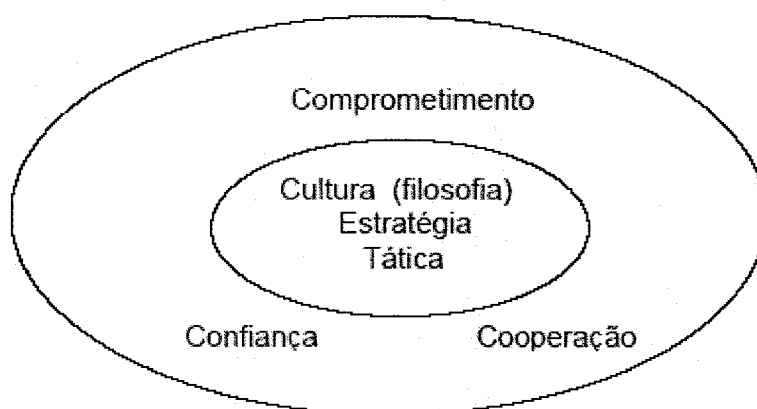 Comprometimento
Cultura (filosofia)
Estratégia
Tática
Confiança Cooperação